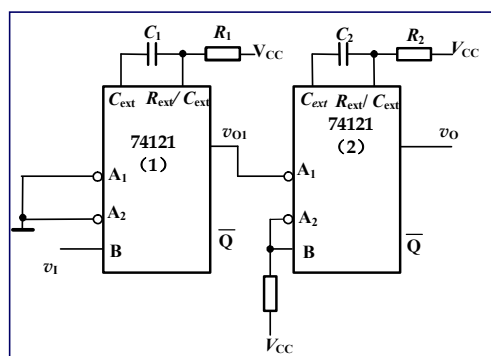 C1 R1 VCC
Cext Rext/ Cext
74121
(1)
vO1
A1
A2
B
Q̅
vI
C2 R2 VCC
Cext Rext/ Cext
74121
(2)
vO
A1
A2
B
Q̅
VCC